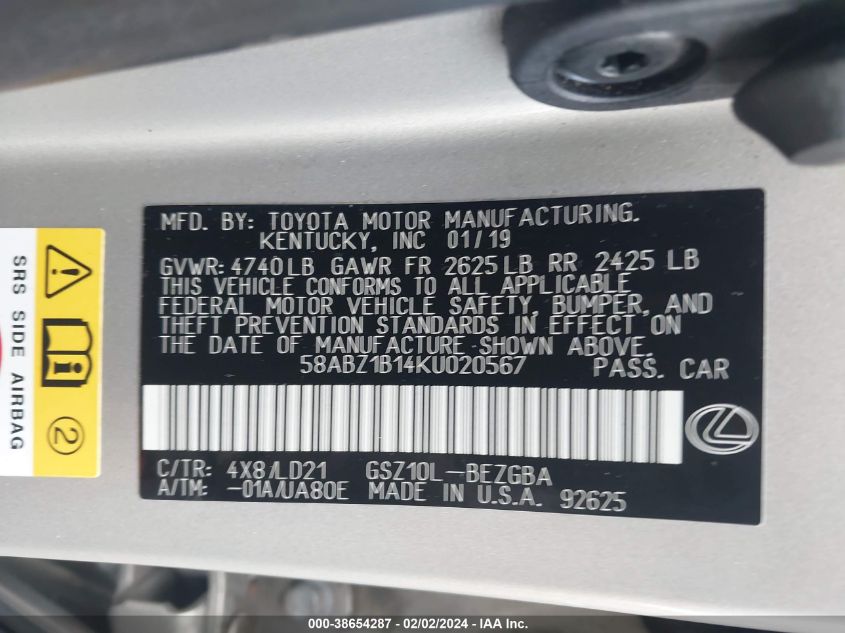 MFD. BY: TOYOTA MOTOR MANUFACTURING.
KENTUCKY, INC 01/19
GVWR: 4740LB GAWR FR 2625LB RR 2425 LB
THIS VEHICLE CONFORMS TO ALL APPLICABLE
FEDERAL MOTOR VEHICLE SAFETY, BUMPER, AND
THEFT PREVENTION STANDARDS IN EFFECT ON
THE DATE OF MANUFACTURE SHOWN ABOVE.
58ABZ1B14KU020567 PASS. CAR
C/TR: 4X8/LD21 GSZ10L-BEZGBA
A/TM: -01A/UA80E MADE IN U.S.A. 92625
SRS SIDE AIRBAG
2
000-38654287 - 02/02/2024 - IAA Inc.